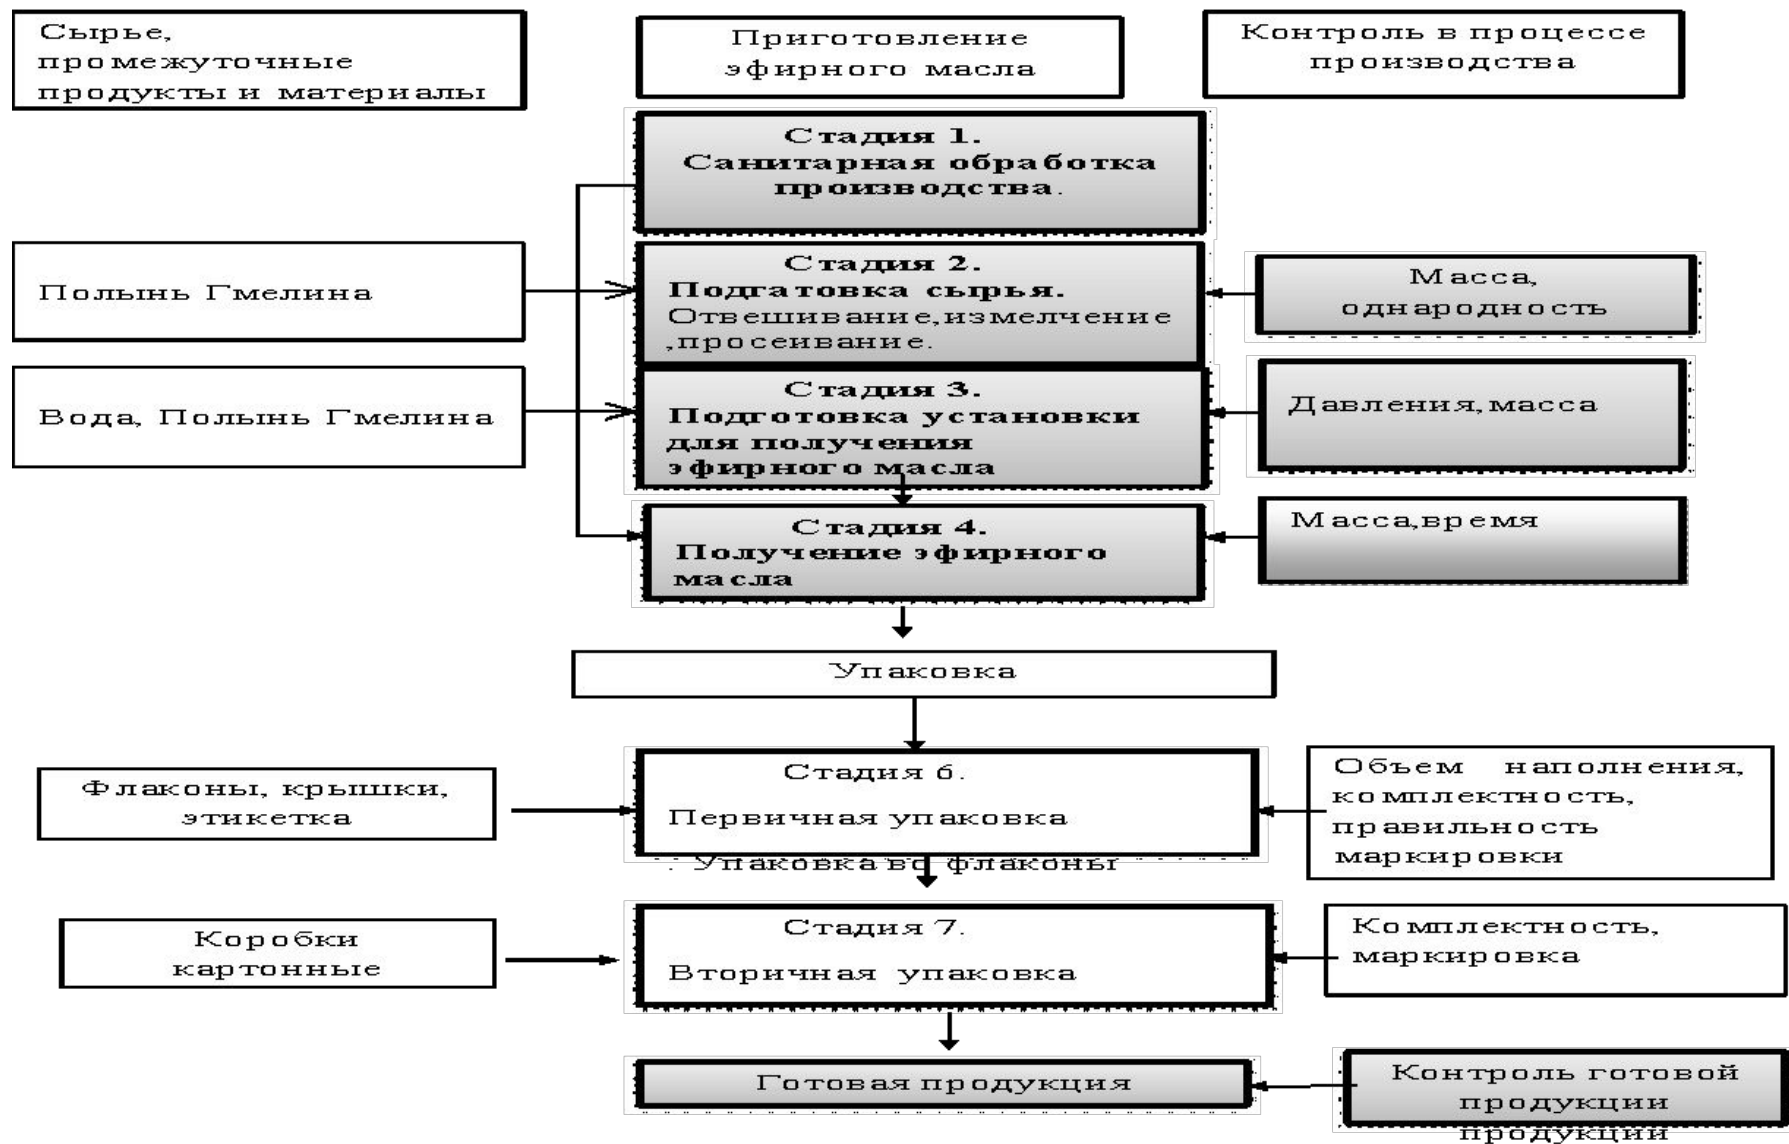 Сырье,
промежуточные
продукты и материалы
Приготовление
эфирного масла
Контроль в процессе
производства
Стадия 1.
Санитарная обработка
производства.
Полынь Гмелина
Стадия 2.
Подгатовка сырья.
Отвешивание,измелчение
,просеивание.
Масса,
однародность
Вода, Полынь Гмелина
Стадия 3.
Подготовка установки
для получения
эфирного масла
Давления,масса
Стадия 4.
Получение эфирного
масла
Масса,время
Упаковка
Флаконы, крышки,
этикетка
Стадия 6.
Первичная упаковка
. Упаковка во флаконы
Объем наполнения,
комплектность,
правильность
маркировки
Коробки
картонные
Стадия 7.
Вторичная упаковка
Комплектность,
маркировка
Готовая продукция
Контроль готовой
продукции
продукции